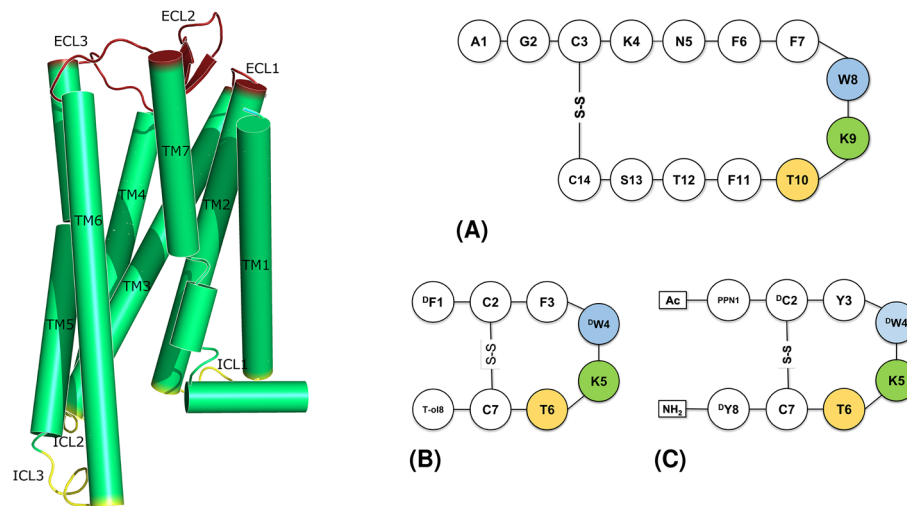 ECL2
ECL3
ECL1
TM7
TM4
TM6
TM2
TM1
TM3
TM5
ICL1
ICL2
ICL3
A1 G2 C3 K4 N5 F6 F7
W8
S-S
K9
C14 S13 T12 F11 T10
(A)
ᴰF1 C2 F3
ᴰW4
S-S
K5
T-ol8 C7 T6
(B)
Ac PPN1 ᴰC2 Y3
ᴰW4
S-S
K5
NH₂ ᴰY8 C7 T6
(C)